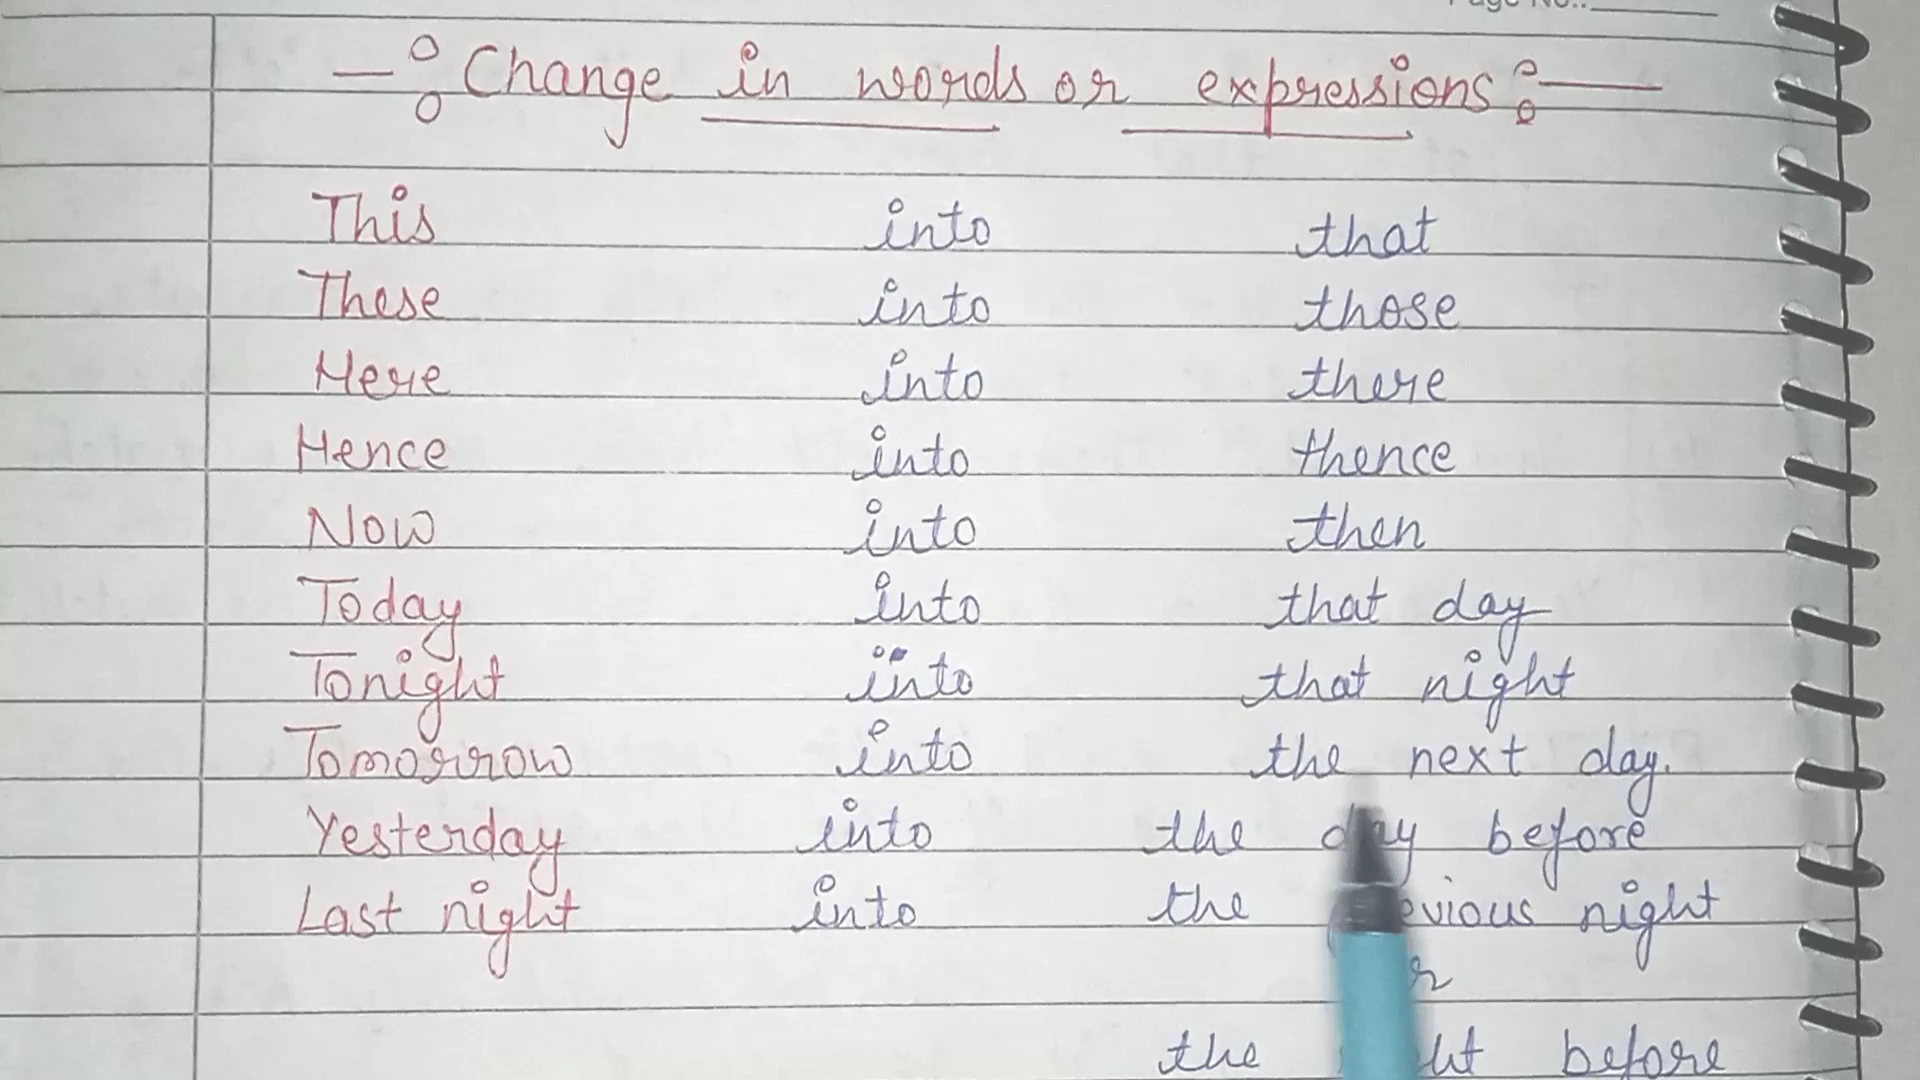 Change in words or expressions
This into that
These into those
Here into there
Hence into thence
Now into then
Today into that day
Tonight into that night
Tomorrow into the next day.
Yesterday into the day before
Last night into the night
the before